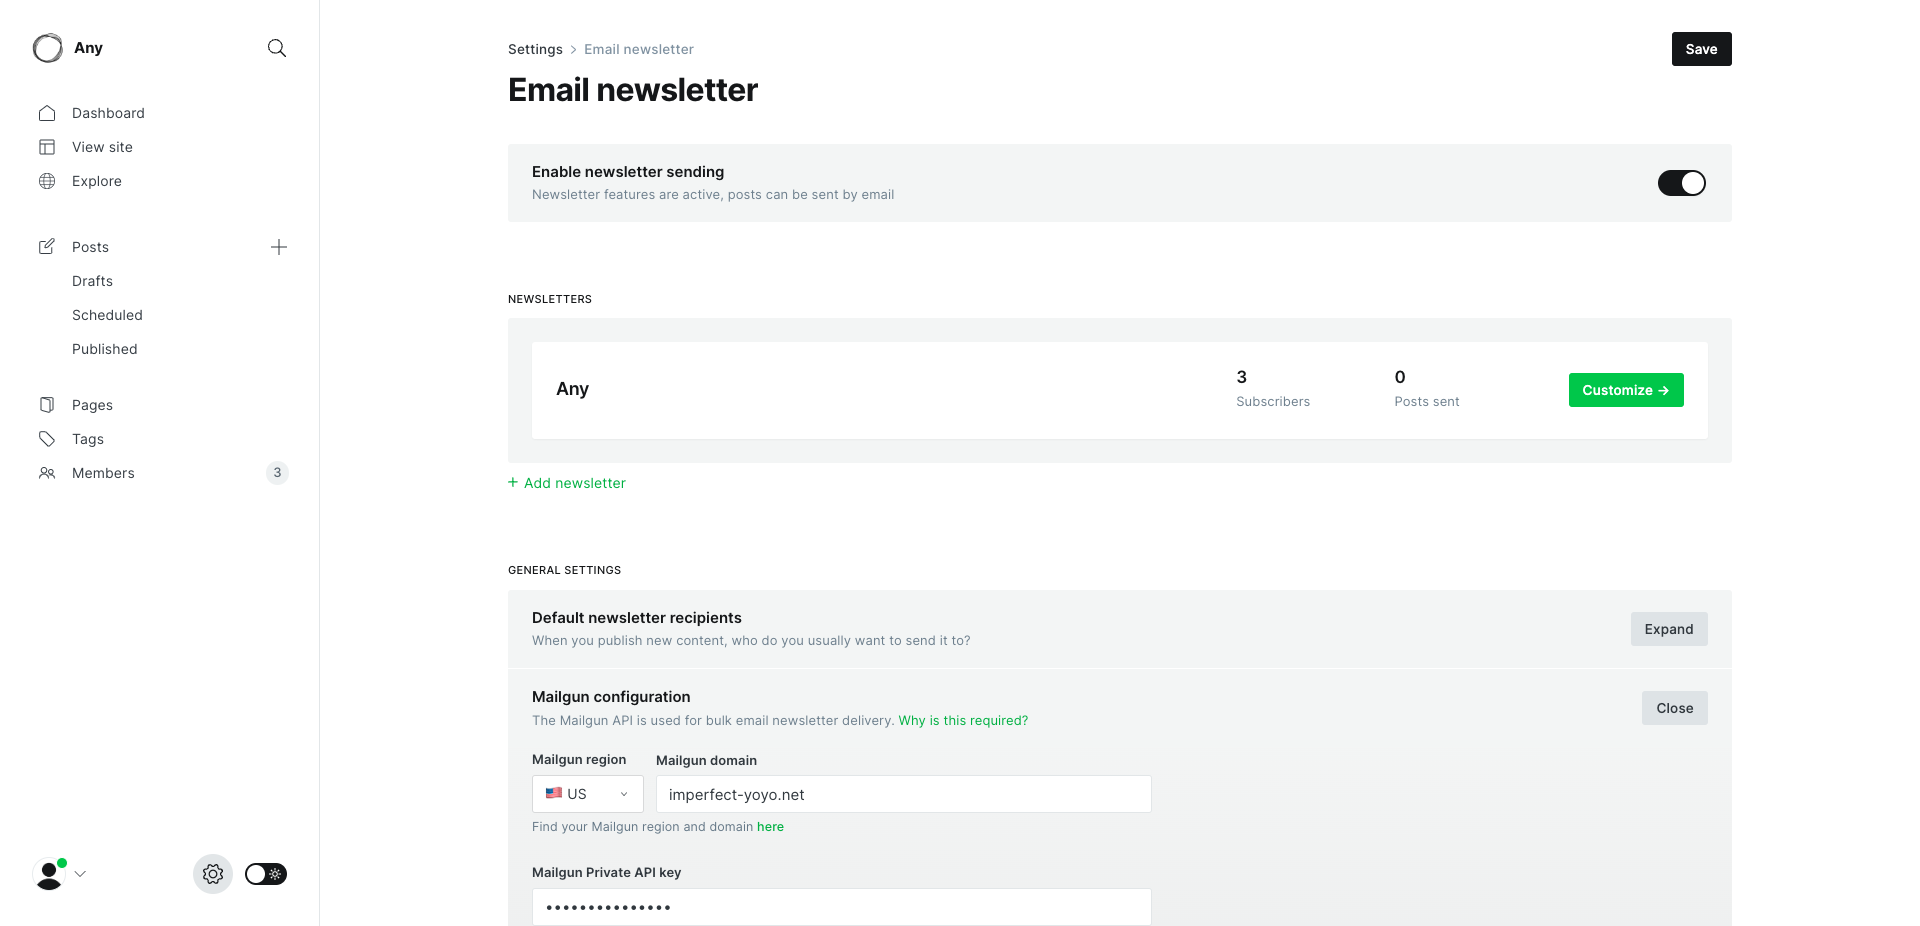 Any
Dashboard
View site
Explore
Posts
Drafts
Scheduled
Published
Pages
Tags
Members 3
Settings > Email newsletter
Save
Email newsletter
Enable newsletter sending
Newsletter features are active, posts can be sent by email
NEWSLETTERS
Any
3
Subscribers
0
Posts sent
Customize →
+ Add newsletter
GENERAL SETTINGS
Default newsletter recipients
When you publish new content, who do you usually want to send it to?
Expand
Mailgun configuration
The Mailgun API is used for bulk email newsletter delivery. Why is this required?
Close
Mailgun region
Mailgun domain
🇺🇸 US
imperfect-yoyo.net
Find your Mailgun region and domain here
Mailgun Private API key
•••••••••••••••